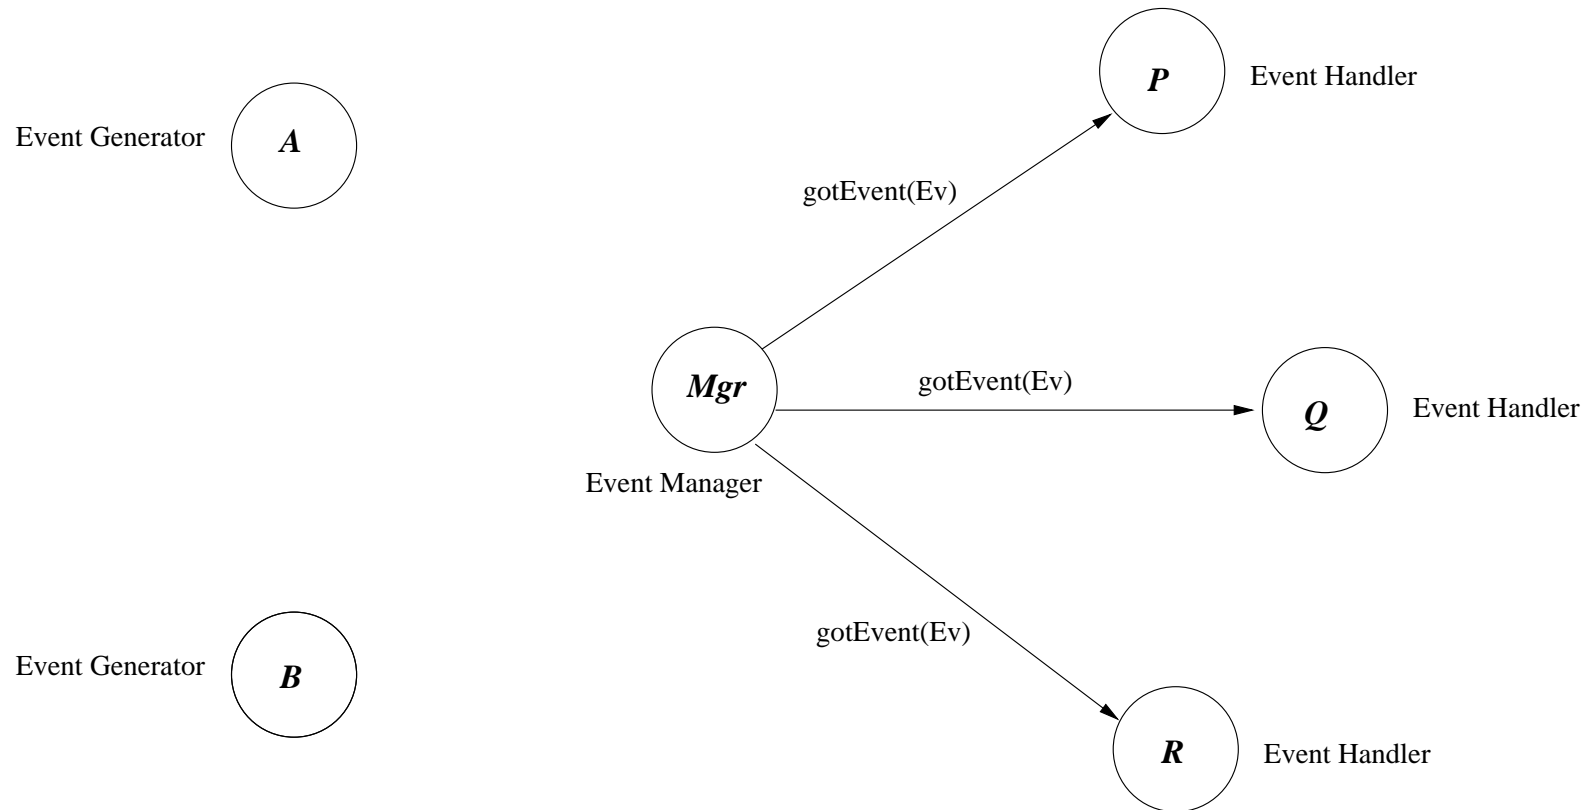 P
Event Handler
Event Generator
A
gotEvent(Ev)
Mgr
gotEvent(Ev)
Q
Event Handler
Event Manager
gotEvent(Ev)
Event Generator
B
R
Event Handler